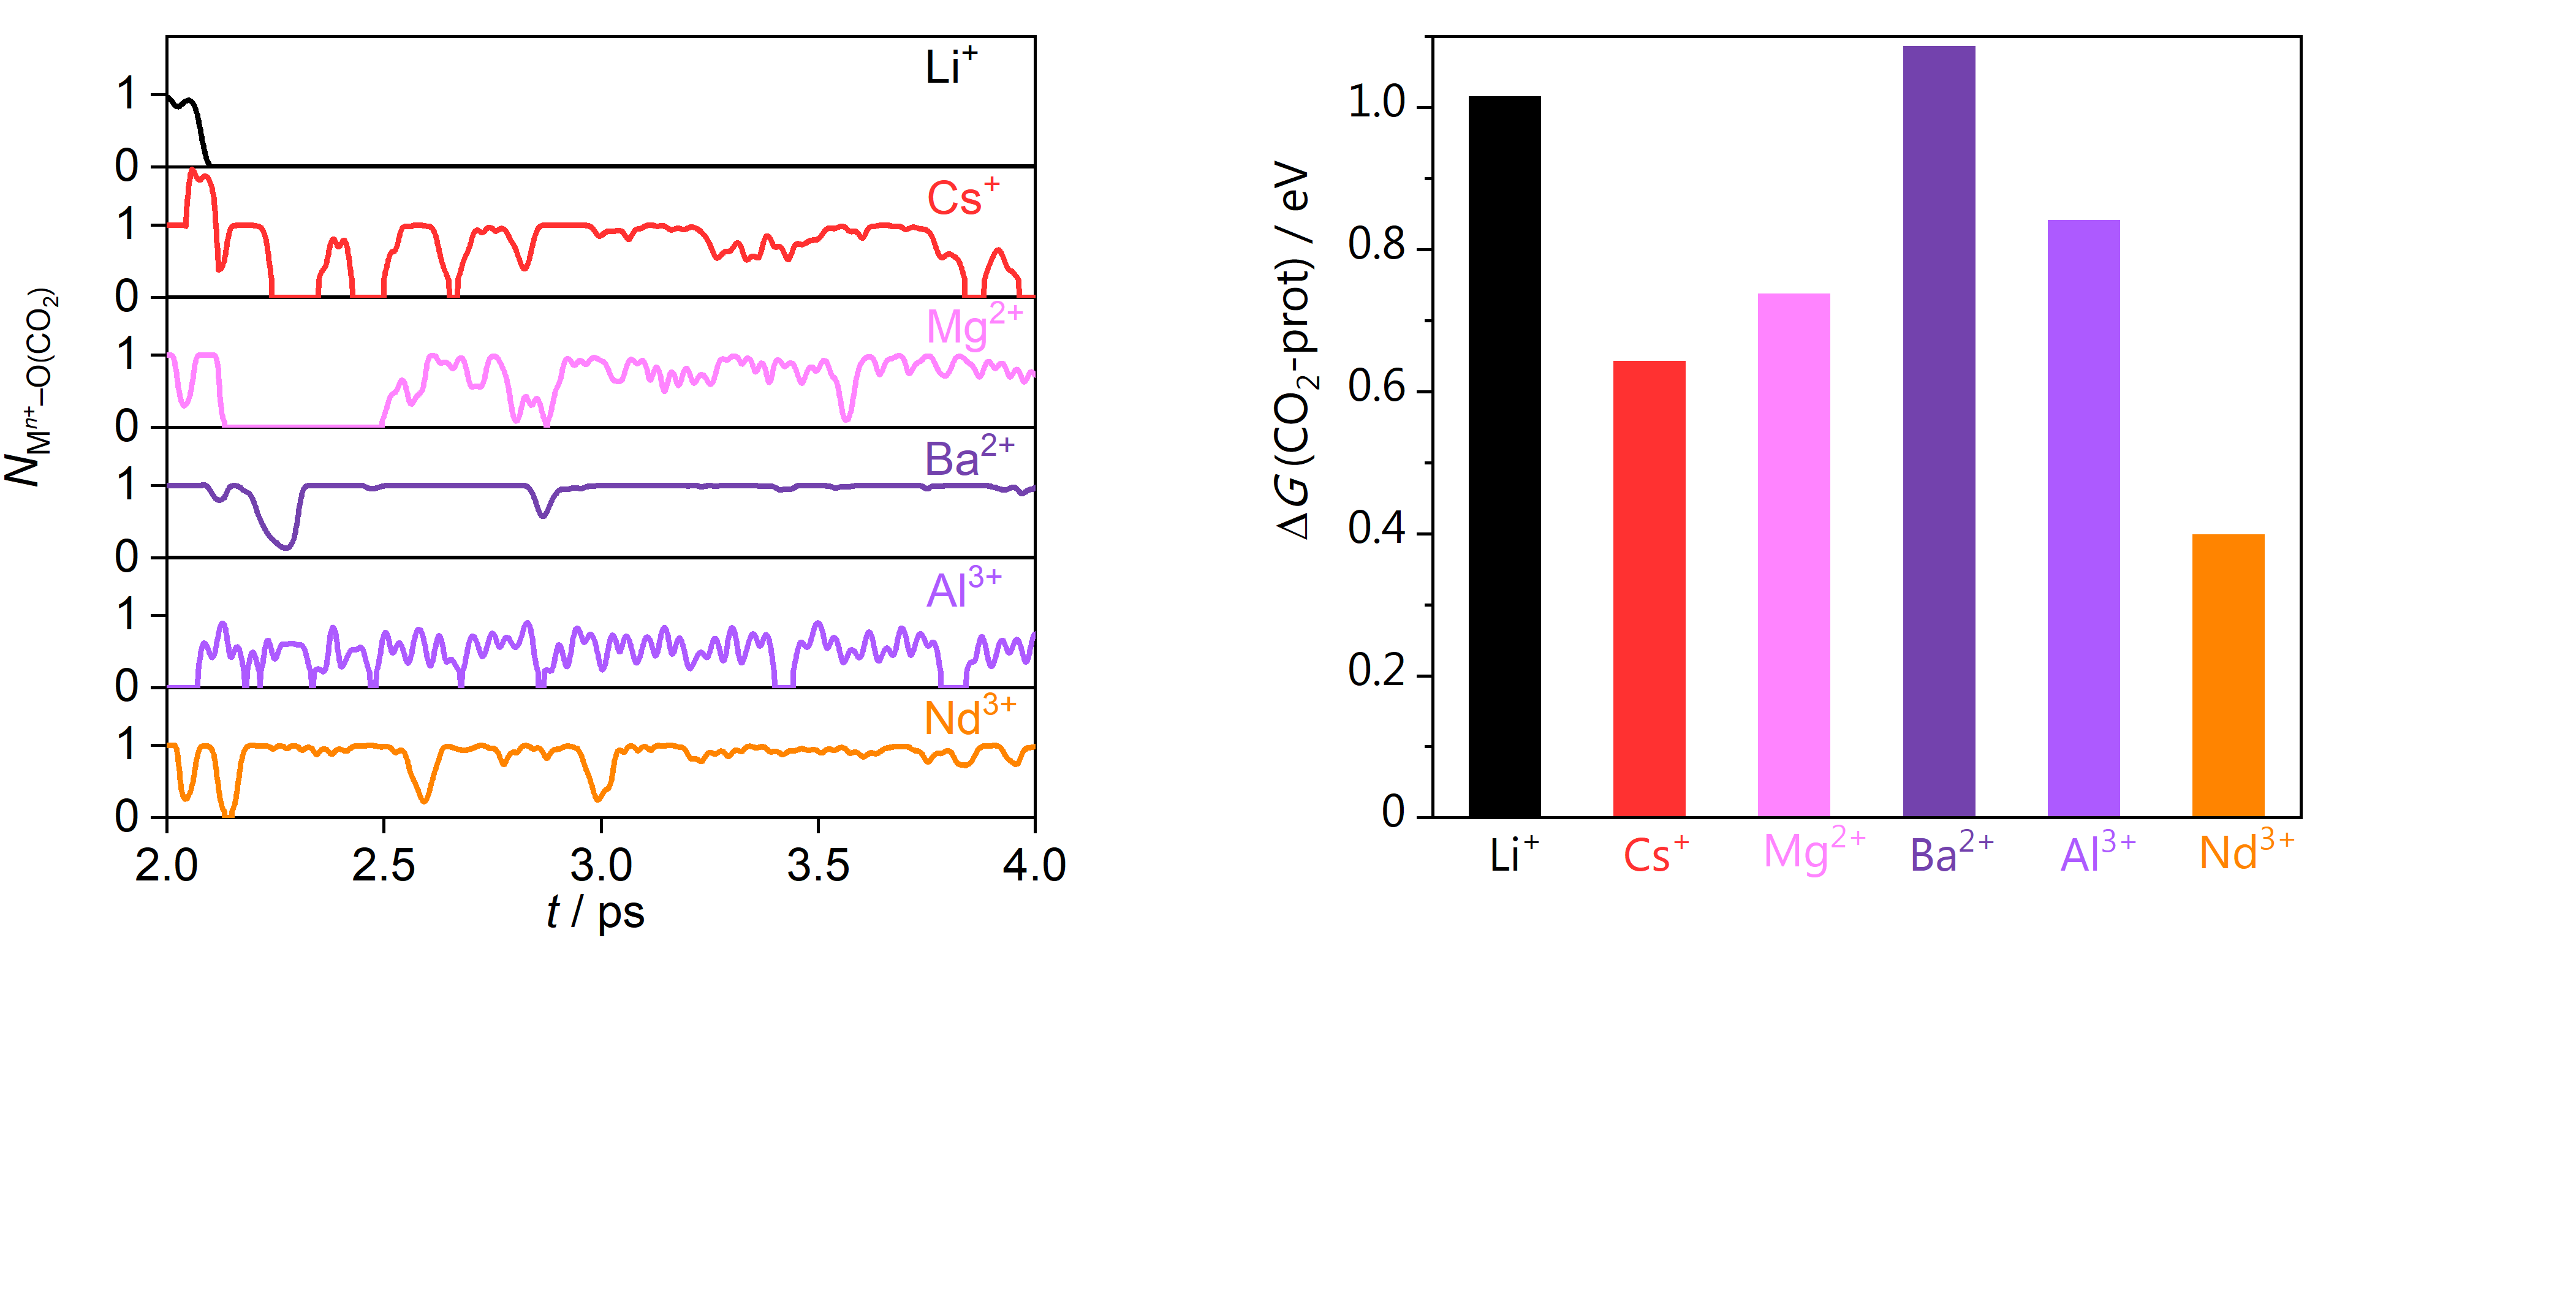 N_Mⁿ⁺–O(CO₂)
Li⁺
1
0
Cs⁺
1
0
Mg²⁺
1
0
Ba²⁺
1
0
Al³⁺
1
0
Nd³⁺
1
0
2.0 2.5 3.0 3.5 4.0
t / ps
ΔG (CO₂-prot) / eV
1.0
0.8
0.6
0.4
0.2
0
Li⁺ Cs⁺ Mg²⁺ Ba²⁺ Al³⁺ Nd³⁺